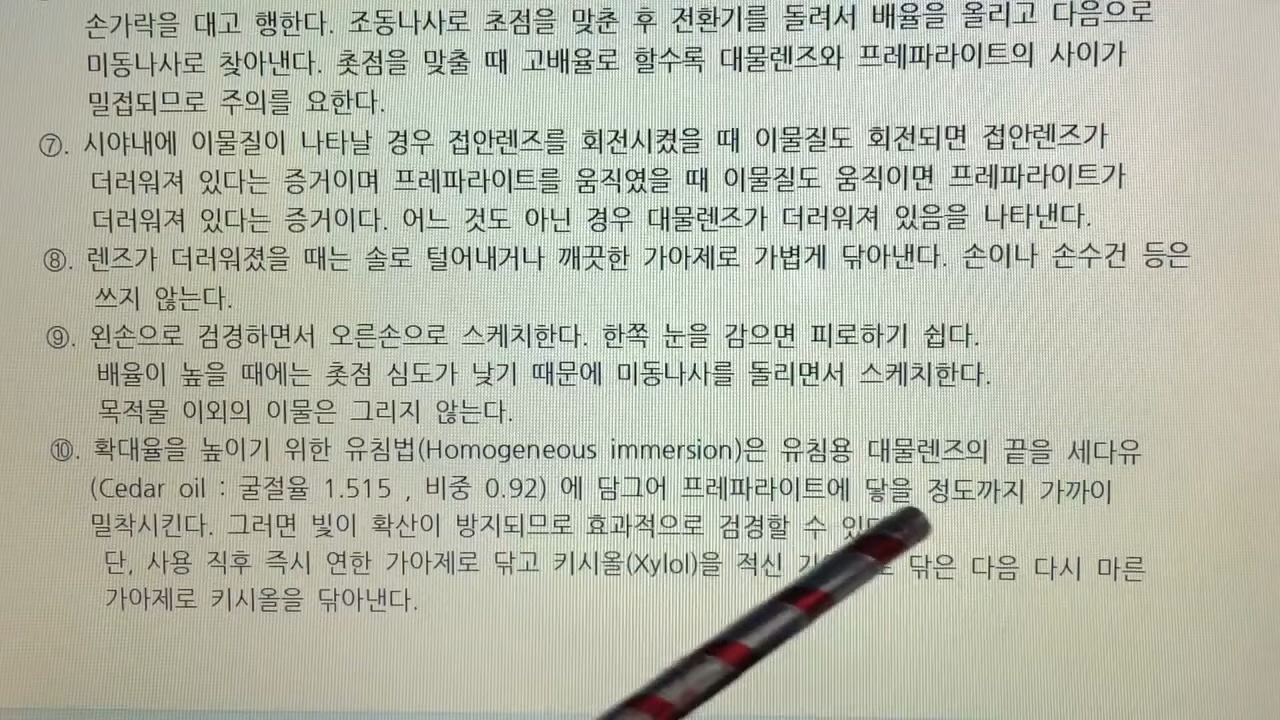 손가락을 대고 행한다. 조동나사로 초점을 맞춘 후 전환기를 돌려서 배율을 올리고 다음으로
미동나사로 찾아낸다. 촛점을 맞출 때 고배율로 할수록 대물렌즈와 프레파라이트의 사이가
밀접되므로 주의를 요한다.
⑦. 시야내에 이물질이 나타날 경우 접안렌즈를 회전시켰을 때 이물질도 회전되면 접안렌즈가
더러워져 있다는 증거이며 프레파라이트를 움직였을 때 이물질도 움직이면 프레파라이트가
더러워져 있다는 증거이다. 어느 것도 아닌 경우 대물렌즈가 더러워져 있음을 나타낸다.
⑧. 렌즈가 더러워졌을 때는 솔로 털어내거나 깨끗한 가아제로 가볍게 닦아낸다. 손이나 손수건 등은
쓰지 않는다.
⑨. 왼손으로 검경하면서 오른손으로 스케치한다. 한쪽 눈을 감으면 피로하기 쉽다.
배율이 높을 때에는 촛점 심도가 낮기 때문에 미동나사를 돌리면서 스케치한다.
목적물 이외의 이물은 그리지 않는다.
⑩. 확대율을 높이기 위한 유침법(Homogeneous immersion)은 유침용 대물렌즈의 끝을 세다유
(Cedar oil : 굴절율 1.515 , 비중 0.92) 에 담그어 프레파라이트에 닿을 정도까지 가까이
밀착시킨다. 그러면 빛이 확산이 방지되므로 효과적으로 검경할 수
단, 사용 직후 즉시 연한 가아제로 닦고 키시올(Xylol)을 적신 닦은 다음 다시 마른
가아제로 키시올을 닦아낸다.